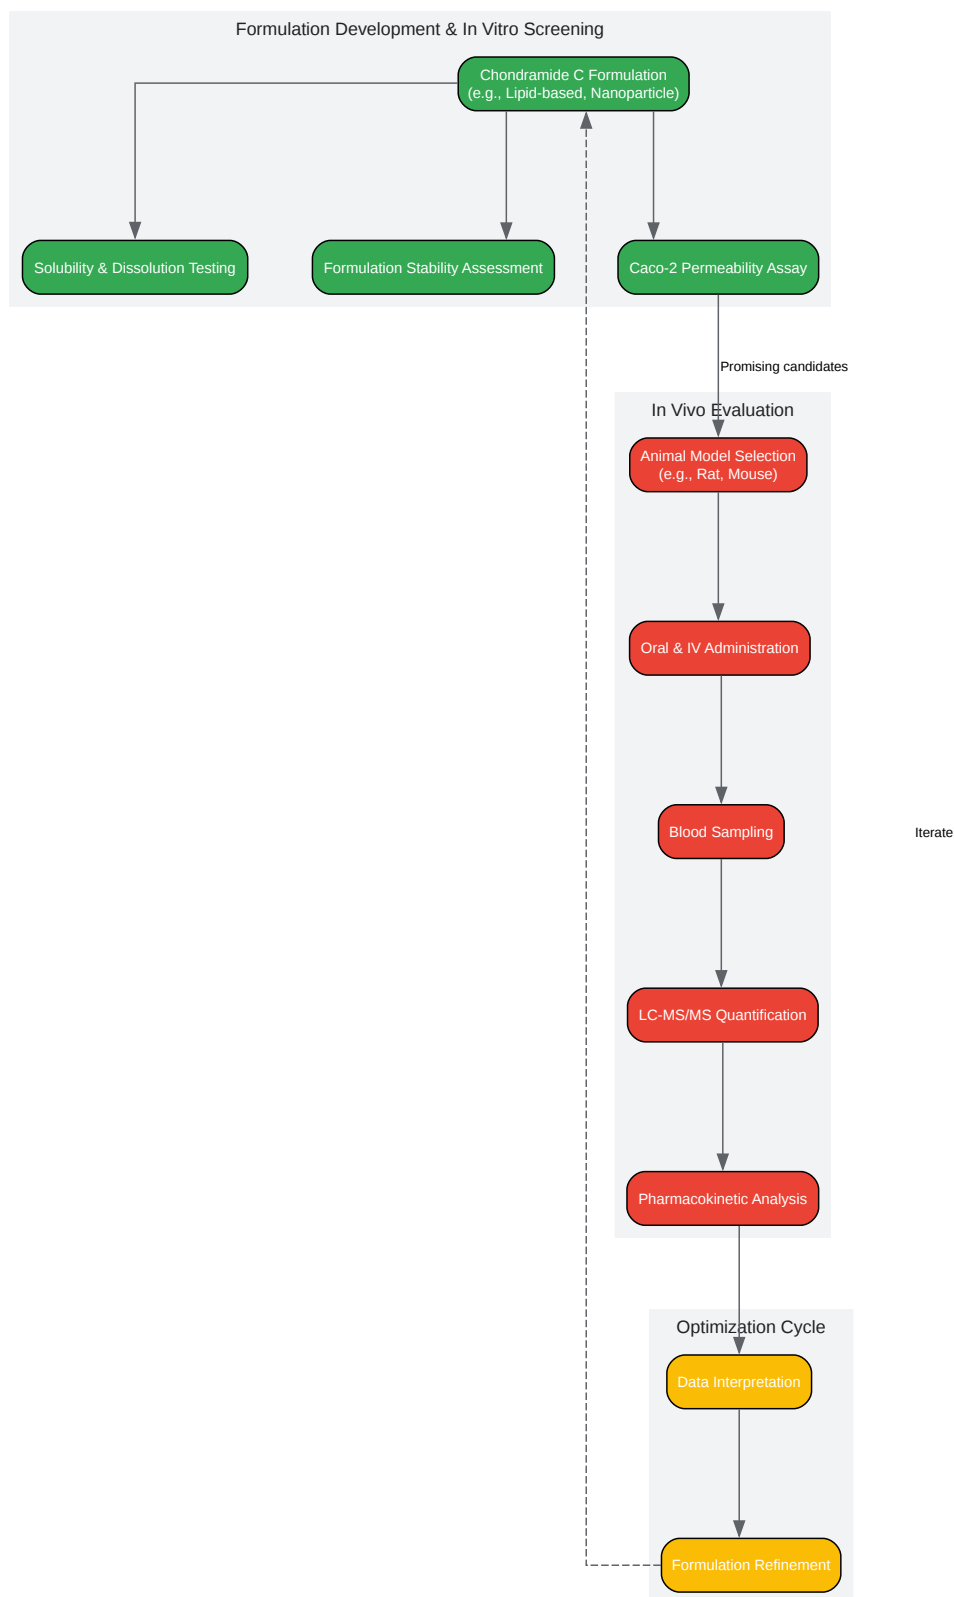 Formulation Development & In Vitro Screening
Chondramide C Formulation
(e.g., Lipid-based, Nanoparticle)
Solubility & Dissolution Testing
Formulation Stability Assessment
Caco-2 Permeability Assay
Promising candidates
In Vivo Evaluation
Animal Model Selection
(e.g., Rat, Mouse)
Oral & IV Administration
Blood Sampling
Iterate
LC-MS/MS Quantification
Pharmacokinetic Analysis
Optimization Cycle
Data Interpretation
Formulation Refinement